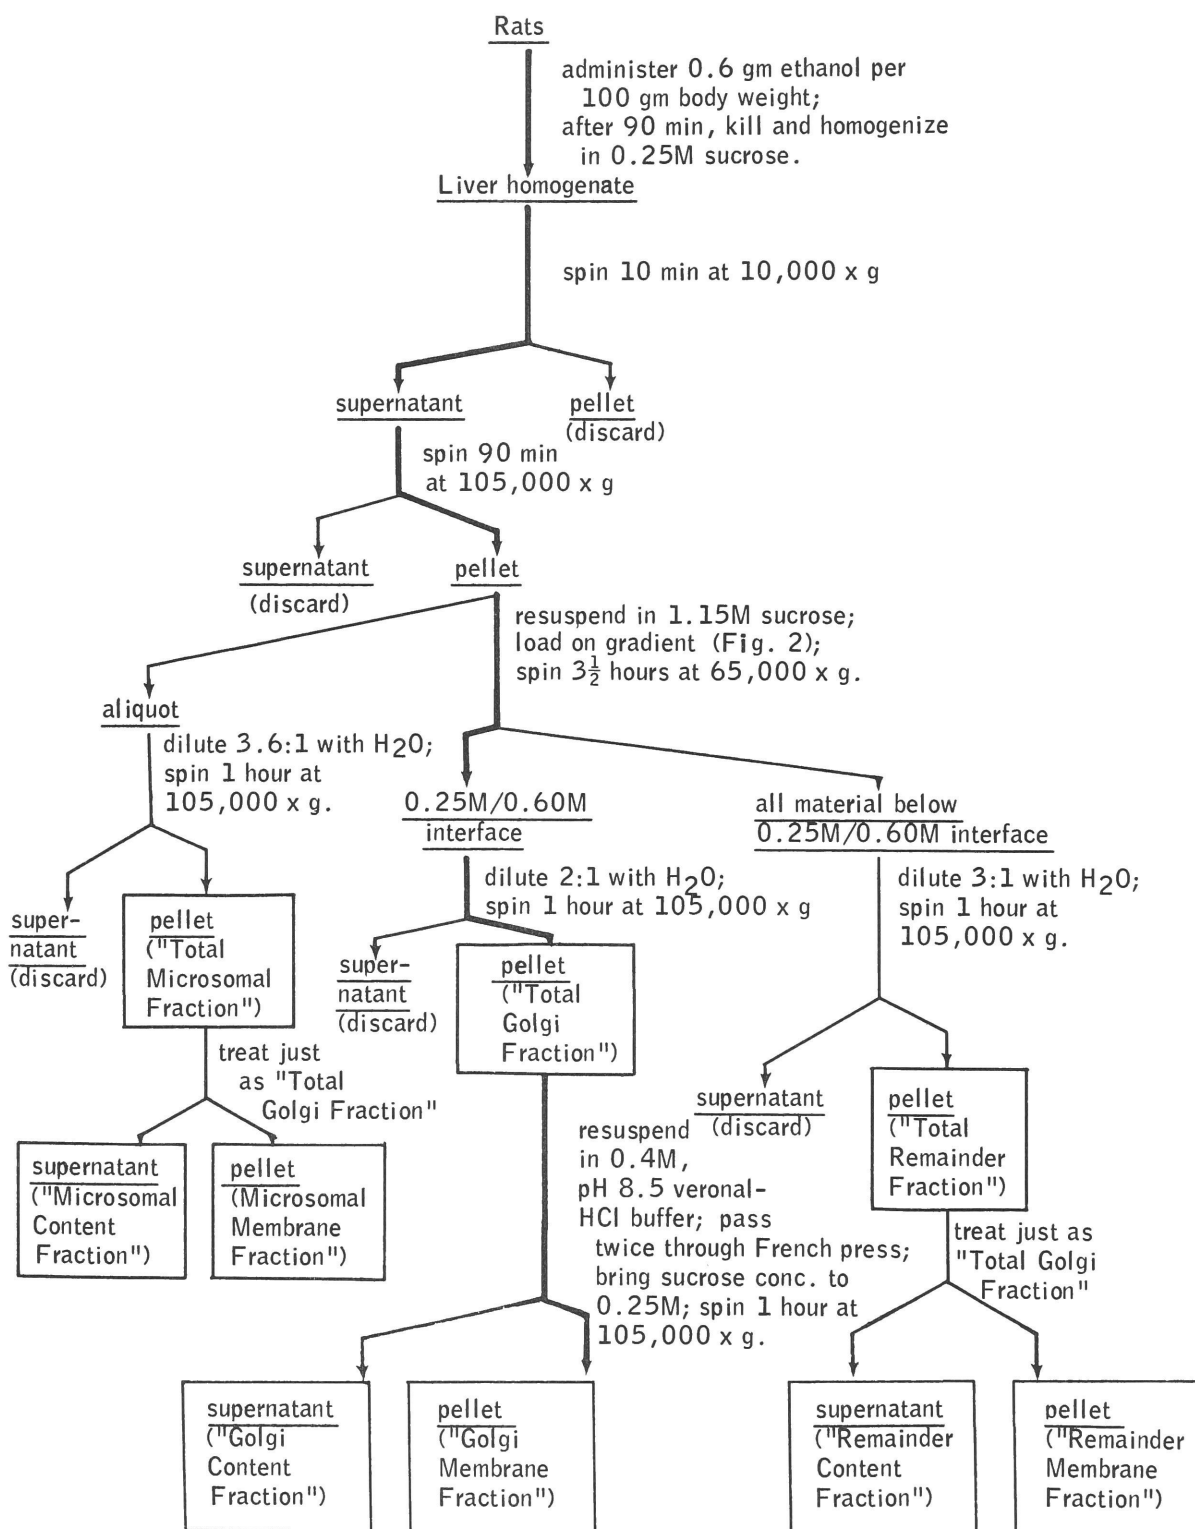 Rats
administer 0.6 gm ethanol per
100 gm body weight;
after 90 min, kill and homogenize
in 0.25M sucrose.
Liver homogenate
spin 10 min at 10,000 x g
supernatant
pellet
(discard)
spin 90 min
at 105,000 x g
supernatant
(discard)
pellet
resuspend in 1.15M sucrose;
load on gradient (Fig. 2);
spin 3½ hours at 65,000 x g.
aliquot
dilute 3.6:1 with H2O;
spin 1 hour at
105,000 x g.
0.25M/0.60M
interface
all material below
0.25M/0.60M interface
dilute 2:1 with H2O;
spin 1 hour at 105,000 x g
dilute 3:1 with H2O;
spin 1 hour at
105,000 x g.
super-
natant
(discard)
pellet
("Total
Microsomal
Fraction")
super-
natant
(discard)
pellet
("Total
Golgi
Fraction")
treat just
as "Total
Golgi Fraction"
supernatant
(discard)
pellet
("Total
Remainder
Fraction")
supernatant
("Microsomal
Content
Fraction")
pellet
(Microsomal
Membrane
Fraction")
resuspend
in 0.4M,
pH 8.5 veronal-
HCl buffer; pass
twice through French press;
bring sucrose conc. to
0.25M; spin 1 hour at
105,000 x g.
treat just as
"Total Golgi
Fraction"
supernatant
("Golgi
Content
Fraction")
pellet
("Golgi
Membrane
Fraction")
supernatant
("Remainder
Content
Fraction")
pellet
("Remainder
Membrane
Fraction")